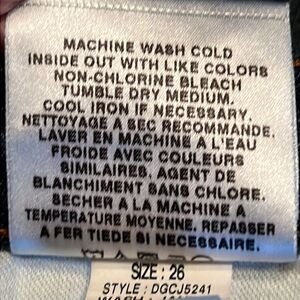 MACHINE WASH COLD
INSIDE OUT WITH LIKE COLORS
NON-CHLORINE BLEACH
TUMBLE DRY MEDIUM.
COOL IRON IF NECESSARY.
NETTOYAGE A SEC RECOMMANDE.
LAVER EN MACHINE A L'EAU
FROIDE AVEC COULEURS
SIMILAIRES. AGENT DE
BLANCHIMENT SANS CHLORE.
SECHER A LA MACHINE A
TEMPERATURE MOYENNE. REPASSER
A FER TIEDE SI NECESSAIRE.
SIZE : 26
STYLE : DGCJ5241